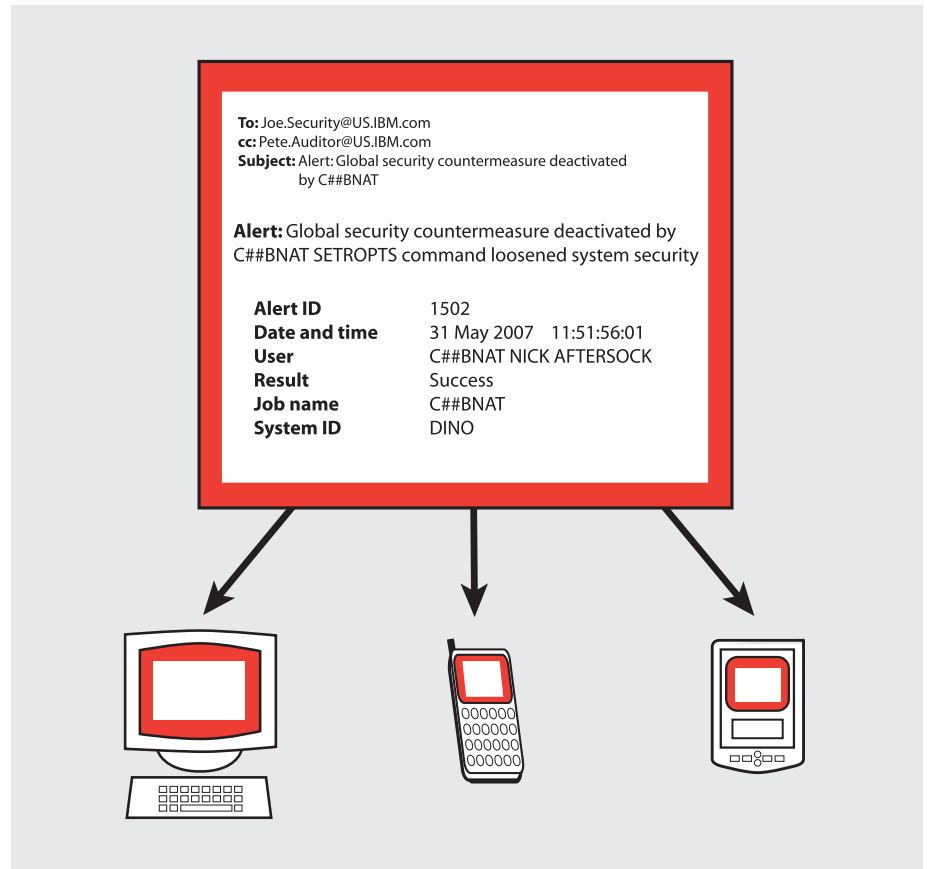 To: Joe.Security@US.IBM.com
cc: Pete.Auditor@US.IBM.com
Subject: Alert: Global security countermeasure deactivated
by C##BNAT
Alert: Global security countermeasure deactivated by
C##BNAT SETROPTS command loosened system security
Alert ID 1502
Date and time 31 May 2007 11:51:56:01
User C##BNAT NICK AFTERSOCK
Result Success
Job name C##BNAT
System ID DINO